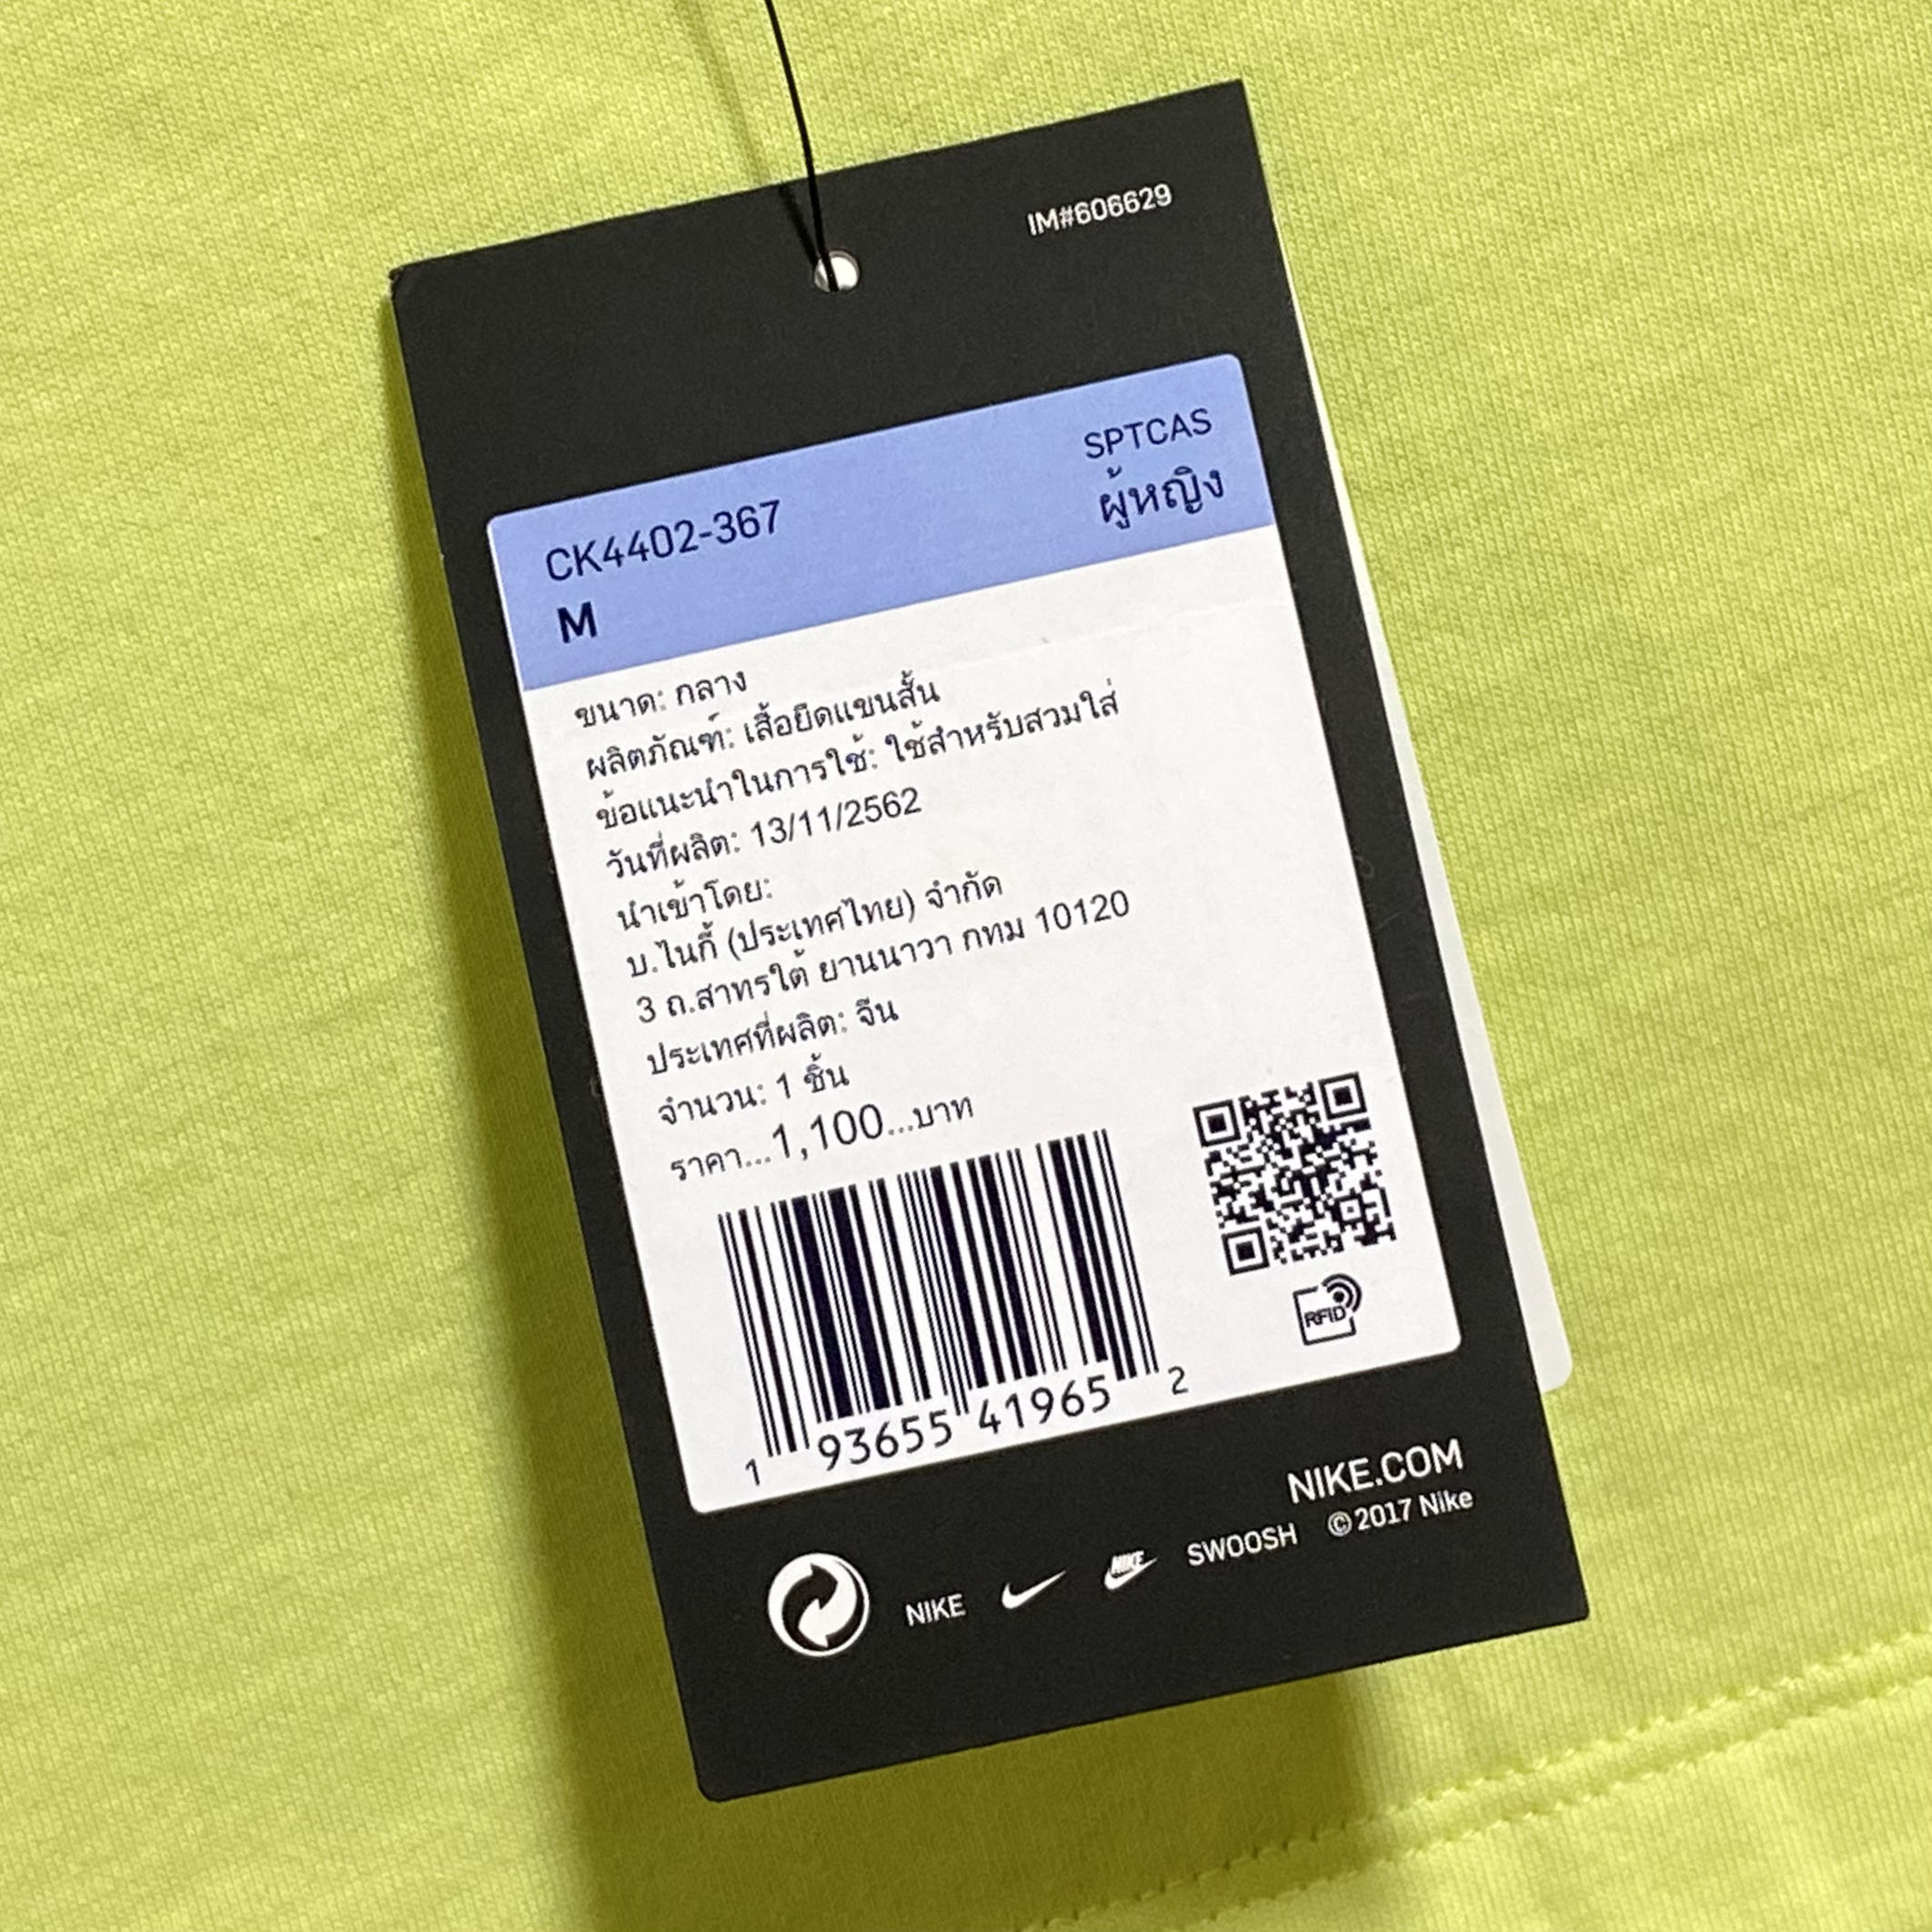 IM#606629
SPTCAS
CK4402-367 ผู้หญิง
M
ขนาด: กลาง
ผลิตภัณฑ์: เสื้อยืดแขนสั้น
ข้อแนะนำในการใช้: ใช้สำหรับสวมใส่
วันที่ผลิต: 13/11/2562
นำเข้าโดย:
บ.ไนกี้ (ประเทศไทย) จำกัด
3 ถ.สาทรใต้ ยานนาวา กทม 10120
ประเทศที่ผลิต: จีน
จำนวน: 1 ชิ้น
ราคา...1,100...บาท
RFID
1 93655 41965 2
NIKE.COM
NIKE NIKE SWOOSH © 2017 Nike